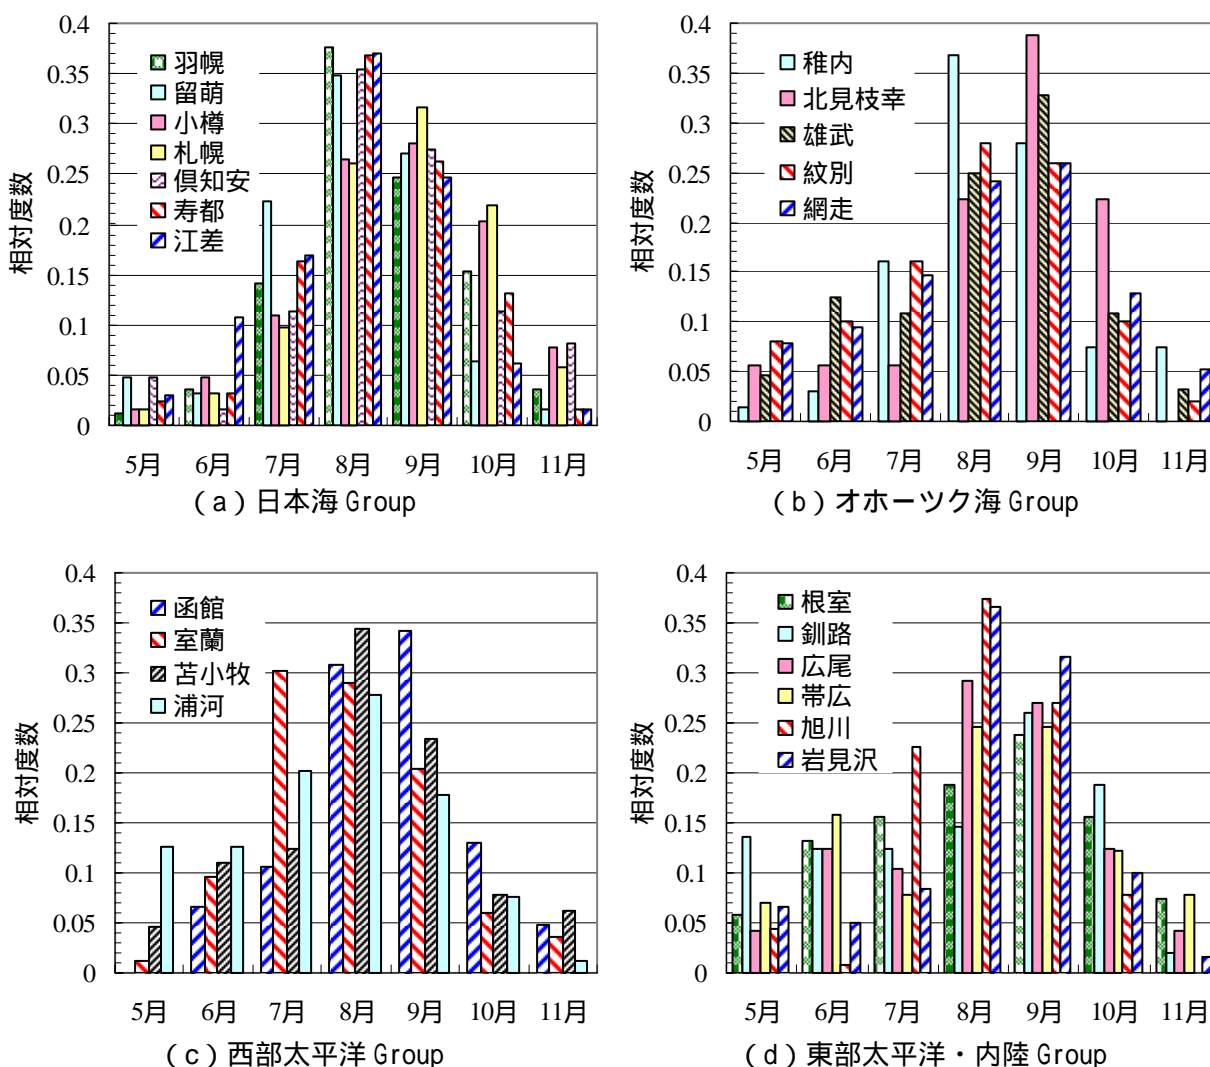 0.4
0.35
0.3
0.25
0.2
0.15
0.1
0.05
0
相対度数
羽幌
留萌
小樽
札幌
倶知安
寿都
江差
5月 6月 7月 8月 9月 10月 11月
(a)日本海 Group
0.4
0.35
0.3
0.25
0.2
0.15
0.1
0.05
0
相対度数
稚内
北見枝幸
雄武
紋別
網走
5月 6月 7月 8月 9月 10月 11月
(b)オホーツク海 Group
0.4
0.35
0.3
0.25
0.2
0.15
0.1
0.05
0
相対度数
函館
室蘭
苫小牧
浦河
5月 6月 7月 8月 9月 10月 11月
(c)西部太平洋 Group
0.4
0.35
0.3
0.25
0.2
0.15
0.1
0.05
0
相対度数
根室
釧路
広尾
帯広
旭川
岩見沢
5月 6月 7月 8月 9月 10月 11月
(d)東部太平洋・内陸 Group